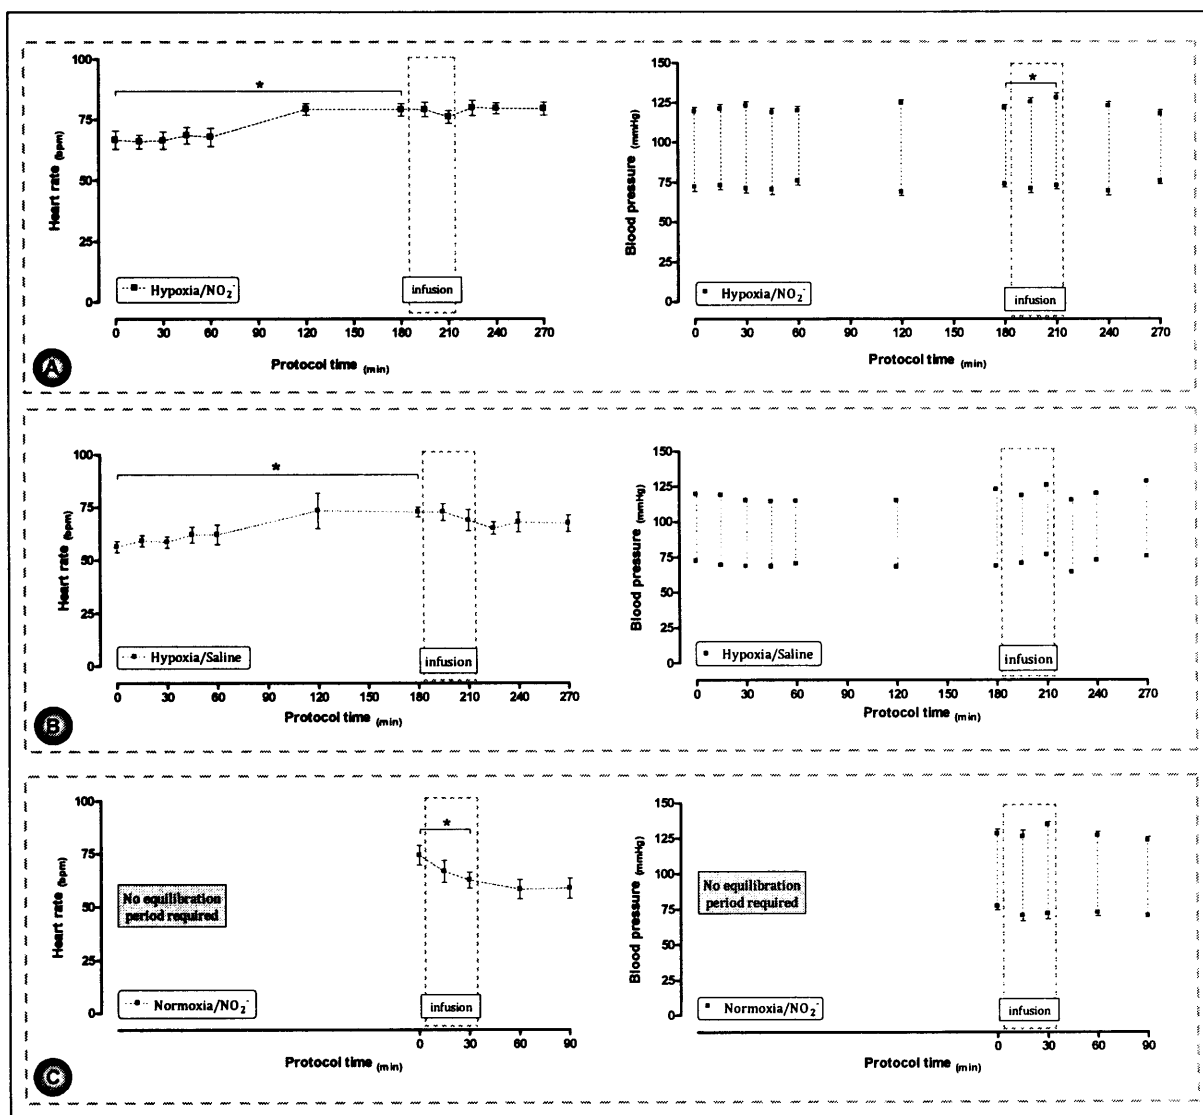 100
75
50
25
0
Heart rate (bpm)
*
Hypoxia/NO2-
infusion
0 30 60 90 120 150 180 210 240 270
Protocol time (min)
150
125
100
75
50
25
0
Blood pressure (mmHg)
*
Hypoxia/NO2-
infusion
0 30 60 90 120 150 180 210 240 270
Protocol time (min)
A
100
75
50
25
0
Heart rate (bpm)
*
Hypoxia/Saline
infusion
0 30 60 90 120 150 180 210 240 270
Protocol time (min)
150
125
100
75
50
25
0
Blood pressure (mmHg)
Hypoxia/Saline
infusion
0 30 60 90 120 150 180 210 240 270
Protocol time (min)
B
100
75
50
25
0
Heart rate (bpm)
No equilibration
period required
*
Normoxia/NO2-
infusion
0 30 60 90
Protocol time (min)
150
125
100
75
50
25
0
Blood pressure (mmHg)
No equilibration
period required
Normoxia/NO2-
infusion
0 30 60 90
Protocol time (min)
C